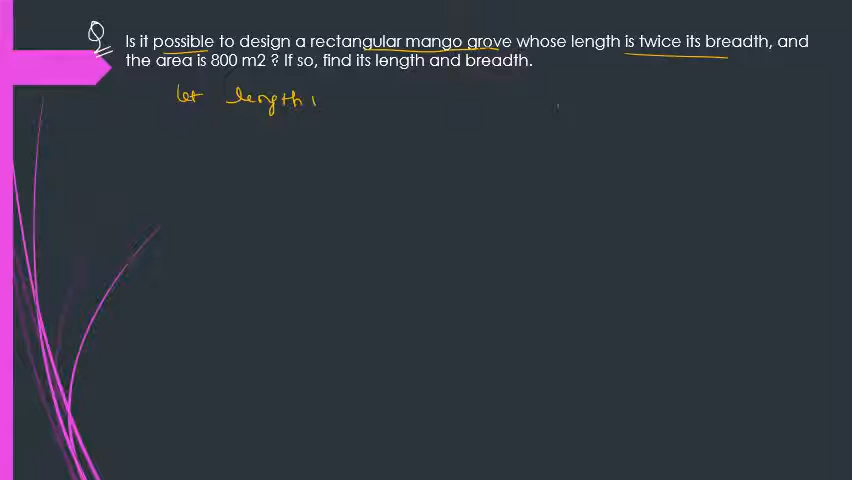 Q
Is it possible to design a rectangular mango grove whose length is twice its breadth, and
the area is 800 m2 ? If so, find its length and breadth.
let length